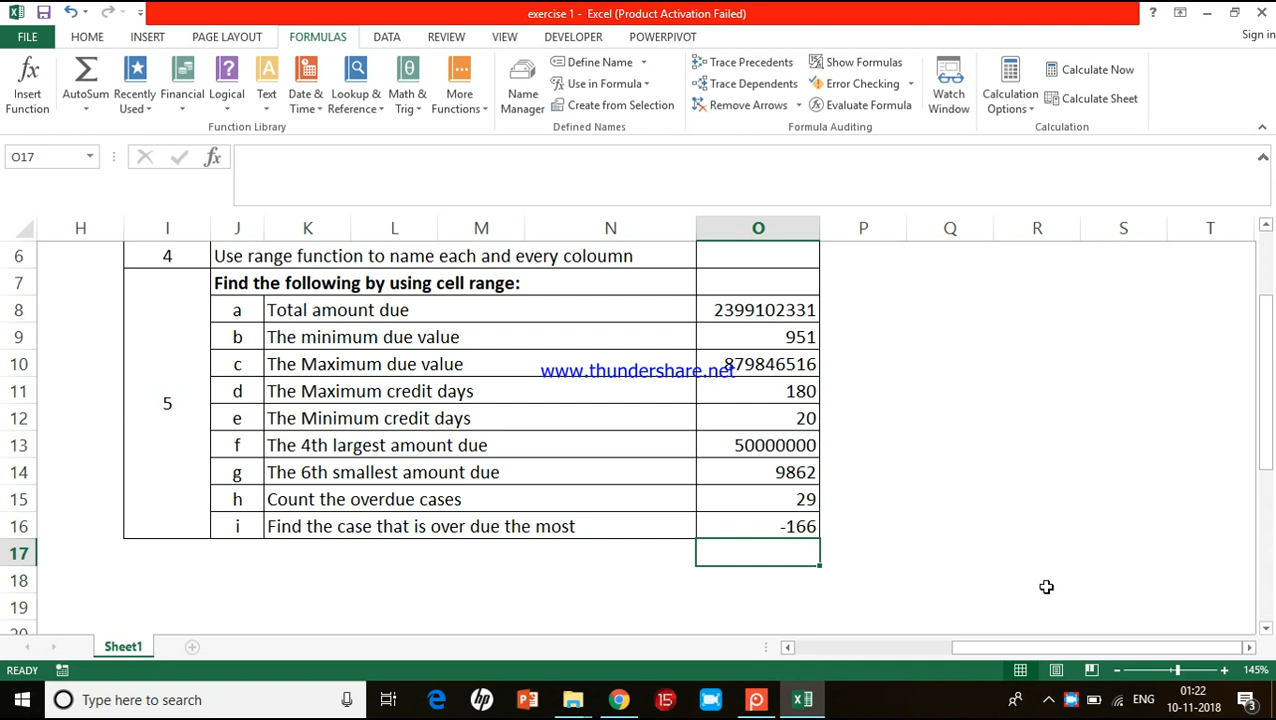 exercise 1 - Excel (Product Activation Failed)
?
FILE HOME INSERT PAGE LAYOUT FORMULAS DATA REVIEW VIEW DEVELOPER POWERPIVOT Sign in
fx Σ ? A θ
Insert Function
AutoSum
Recently Used
Financial
Logical
Text
Date & Time
Lookup & Reference
Math & Trig
More Functions
Function Library
Name Manager
Define Name
Use in Formula
Create from Selection
Defined Names
Trace Precedents
Trace Dependents
Remove Arrows
Show Formulas
Error Checking
Evaluate Formula
Formula Auditing
Watch Window
Calculation Options
Calculate Now
Calculate Sheet
Calculation
O17 fx
H I J K L M N O P Q R S T
6 4 Use range function to name each and every coloumn
7 Find the following by using cell range:
8 a Total amount due 2399102331
9 b The minimum due value 951
10 c The Maximum due value 879846516
www.thundershare.net
11 d The Maximum credit days 180
5
12 e The Minimum credit days 20
13 f The 4th largest amount due 50000000
14 g The 6th smallest amount due 9862
15 h Count the overdue cases 29
16 i Find the case that is over due the most -166
17
18
19
20
Sheet1
READY 145%
Type here to search
hp
15
ENG
01:22
10-11-2018
3